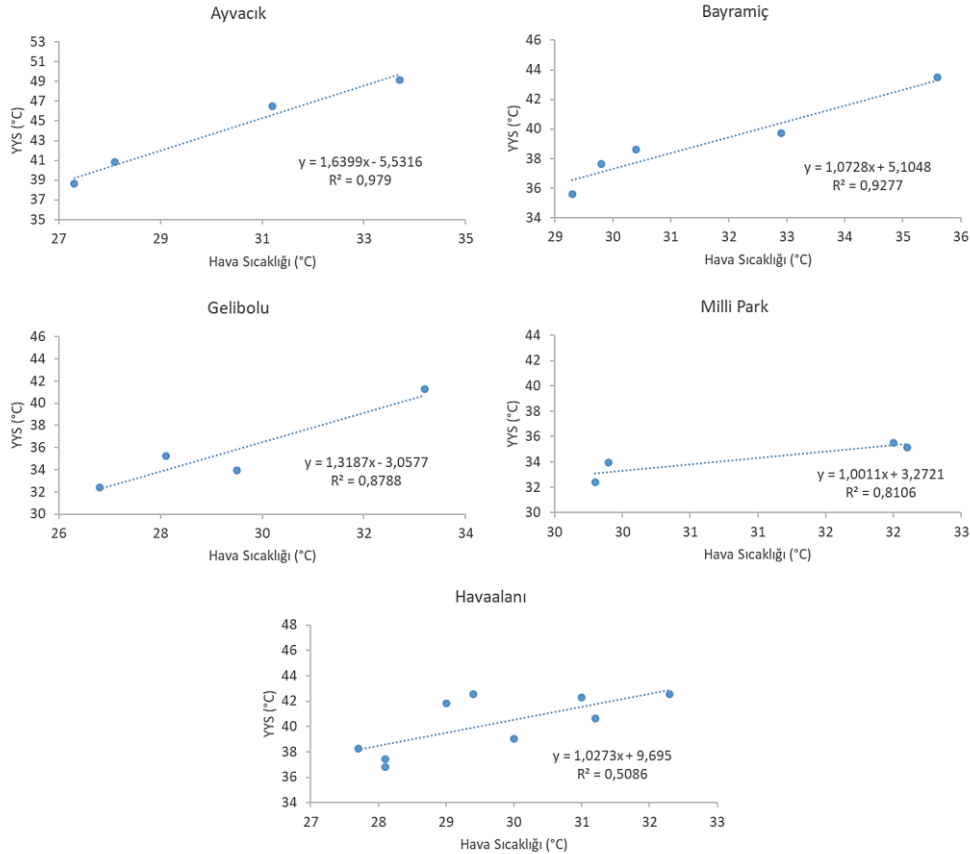 Ayvacık
YYS (°C)
53
51
49
47
45
43
41
39
37
35
y = 1,6399x - 5,5316
R² = 0,979
27 29 31 33 35
Hava Sıcaklığı (°C)
Bayramiç
YYS (°C)
46
44
42
40
38
36
34
y = 1,0728x + 5,1048
R² = 0,9277
29 30 31 32 33 34 35 36
Hava Sıcaklığı (°C)
Gelibolu
YYS (°C)
46
44
42
40
38
36
34
32
30
y = 1,3187x - 3,0577
R² = 0,8788
26 28 30 32 34
Hava Sıcaklığı (°C)
Milli Park
YYS (°C)
44
42
40
38
36
34
32
30
y = 1,0011x + 3,2721
R² = 0,8106
30 30 31 31 32 32 33
Hava Sıcaklığı (°C)
Havaalanı
YYS (°C)
48
46
44
42
40
38
36
34
y = 1,0273x + 9,695
R² = 0,5086
27 28 29 30 31 32 33
Hava Sıcaklığı (°C)